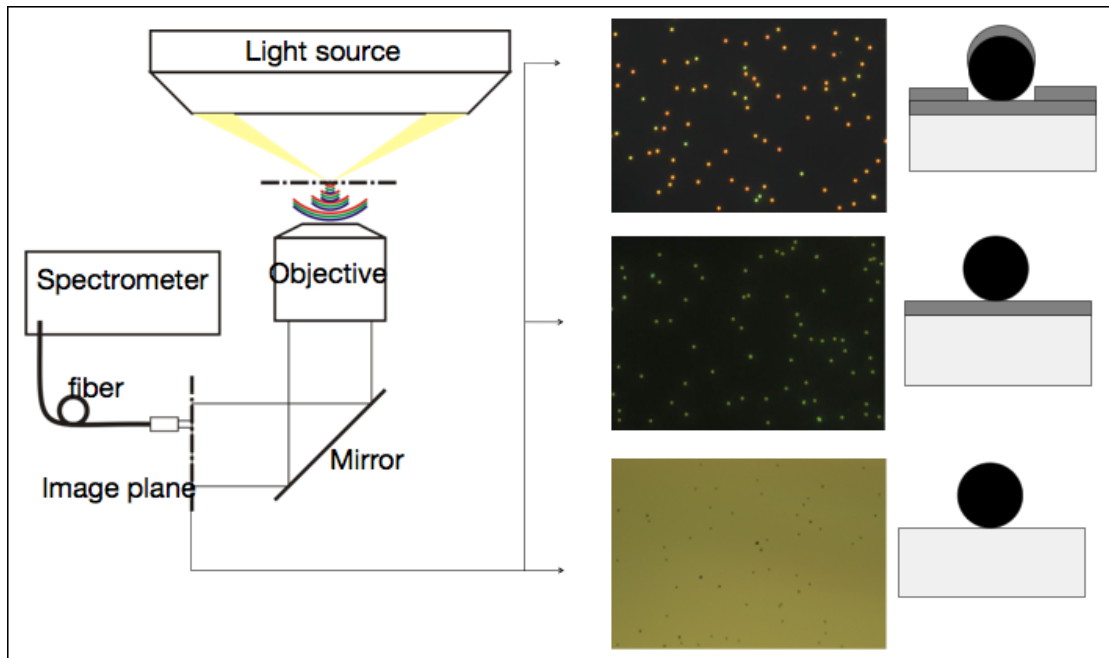 Light source
Objective
Spectrometer
fiber
Mirror
Image plane